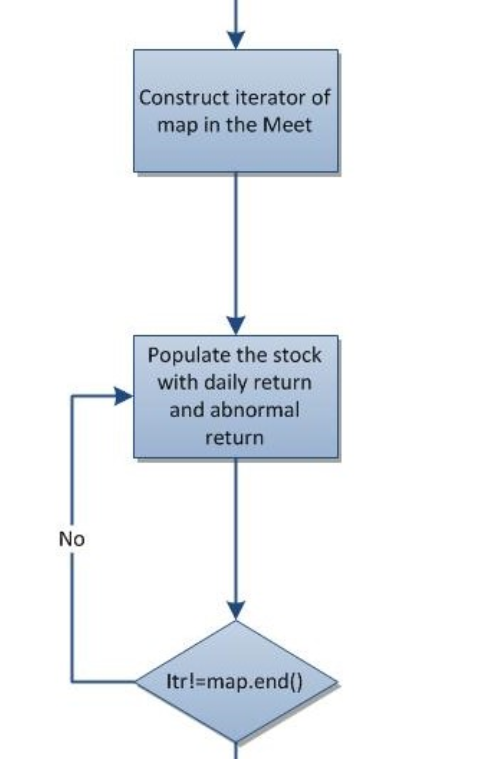 Construct iterator of
map in the Meet
Populate the stock
with daily return
and abnormal
return
No
Itr!=map.end()